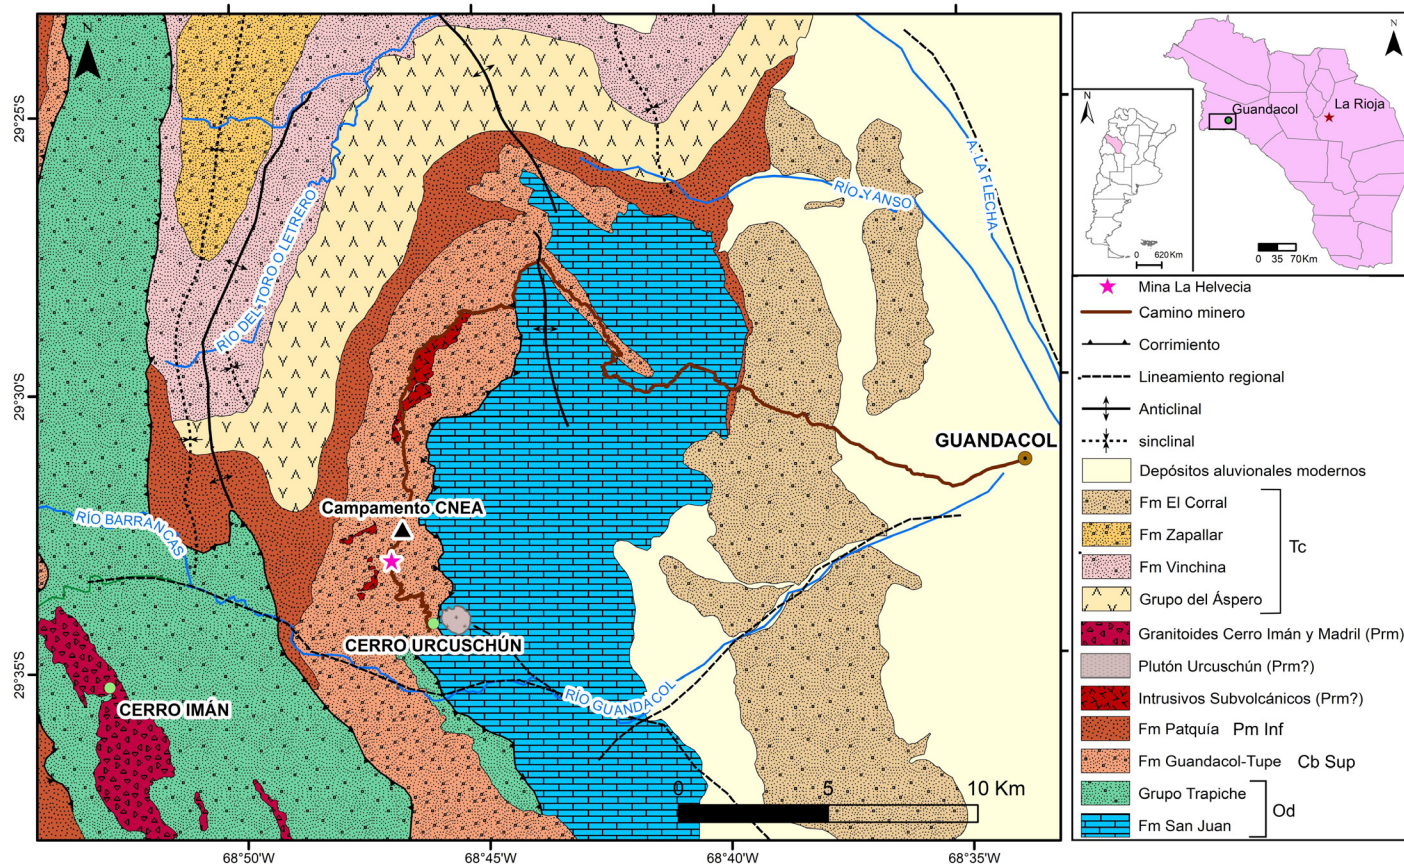 N
29°25'S
29°30'S
29°35'S
68°50'W
68°45'W
68°40'W
68°35'W
RÍO DEL TORO O LETRERO
RÍO YANSO
A LA FLECHA
GUANDACOL
Campamento CNEA
RÍO BARRANCAS
CERRO URCUSCHÚN
RÍO GUANDACOL
CERRO IMÁN
0 5 10 Km
N
N
Guandacol
La Rioja
0 620 Km
0 35 70 Km
Mina La Helvecia
Camino minero
Corrimiento
Lineamiento regional
Anticlinal
sinclinal
Depósitos aluvionales modernos
Fm El Corral
Fm Zapallar
Fm Vinchina
Grupo del Áspero
Tc
Granitoides Cerro Imán y Madril (Prm)
Plutón Urcuschún (Prm?)
Intrusivos Subvolcánicos (Prm?)
Fm Patquía Pm Inf
Fm Guandacol-Tupe Cb Sup
Grupo Trapiche
Fm San Juan
Od